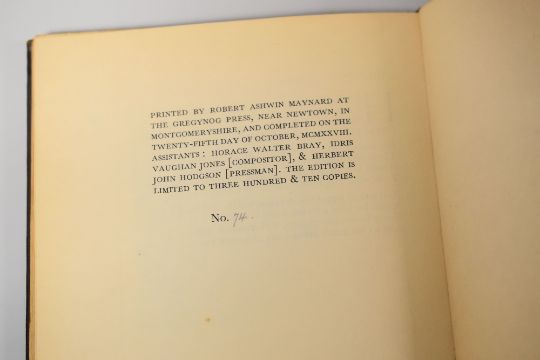 PRINTED BY ROBERT ASHWIN MAYNARD AT
THE GREGYNOG PRESS, NEAR NEWTOWN, IN
MONTGOMERYSHIRE, AND COMPLETED ON THE
TWENTY-FIFTH DAY OF OCTOBER, MCMXXVIII.
ASSISTANTS: HORACE WALTER BRAY, IDRIS
VAUGHAN JONES [COMPOSITOR], & HERBERT
JOHN HODGSON [PRESSMAN]. THE EDITION IS
LIMITED TO THREE HUNDRED & TEN COPIES.
No. 74.